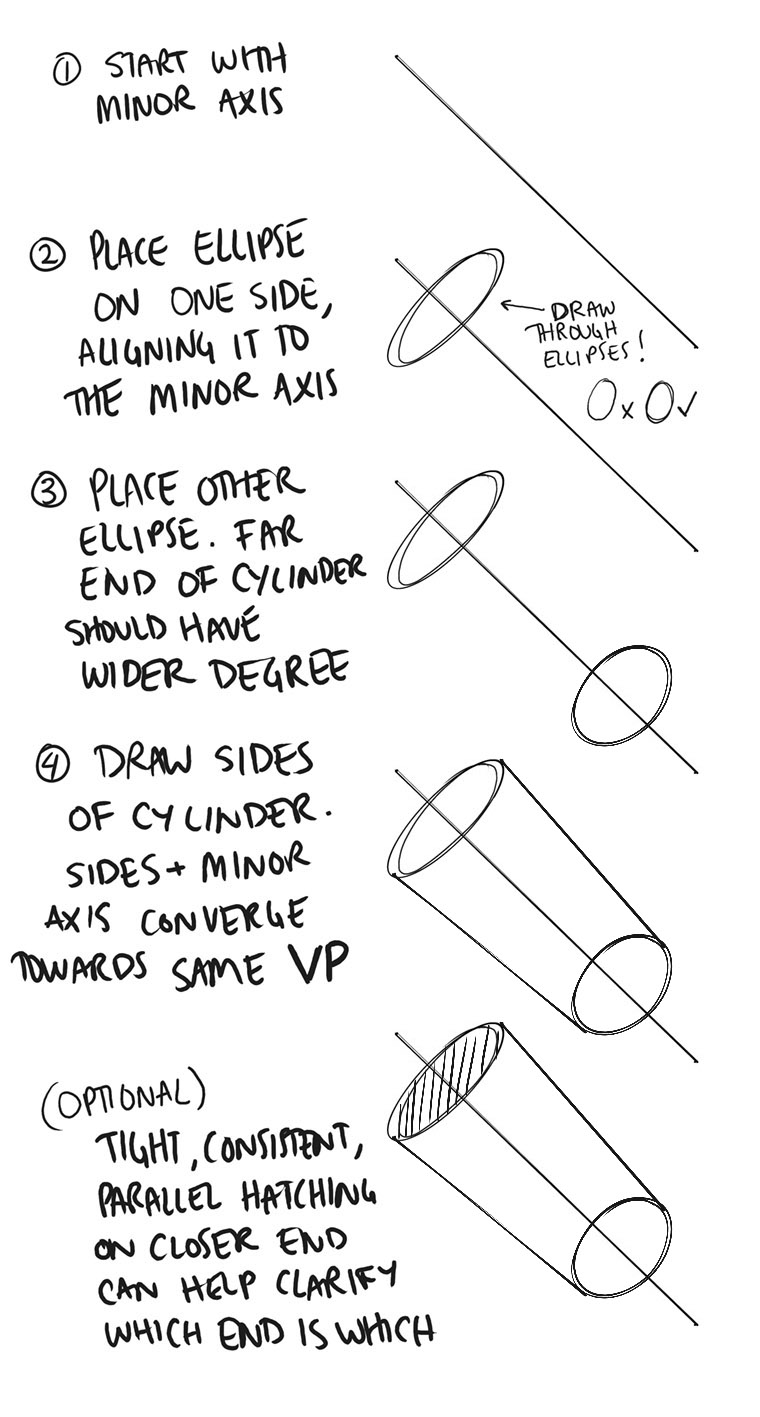 ① START WITH
MINOR AXIS
② PLACE ELLIPSE
ON ONE SIDE,
ALIGNING IT TO
THE MINOR AXIS
DRAW
THROUGH
ELLIPSES!
③ PLACE OTHER
ELLIPSE. FAR
END OF CYLINDER
SHOULD HAVE
WIDER DEGREE
④ DRAW SIDES
OF CYLINDER.
SIDES + MINOR
AXIS CONVERGE
TOWARDS SAME VP
(OPTIONAL)
TIGHT, CONSISTENT,
PARALLEL HATCHING
ON CLOSER END
CAN HELP CLARIFY
WHICH END IS WHICH